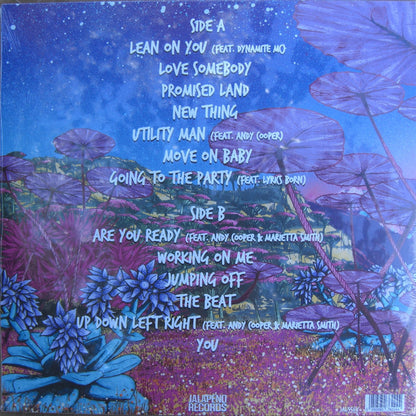 SIDE A
LEAN ON YOU (FEAT. DYNAMITE MC)
LOVE SOMEBODY
PROMISED LAND
NEW THING
UTILITY MAN (FEAT. ANDY COOPER)
MOVE ON BABY
GOING TO THE PARTY (FEAT. LYRICS BORN)
SIDE B
ARE YOU READY (FEAT. ANDY COOPER & MARIETTA SMITH)
WORKING ON ME
JUMPING OFF
THE BEAT
UP DOWN LEFT RIGHT (FEAT. ANDY COOPER & MARIETTA SMITH)
YOU
JALAPEÑO
RECORDS